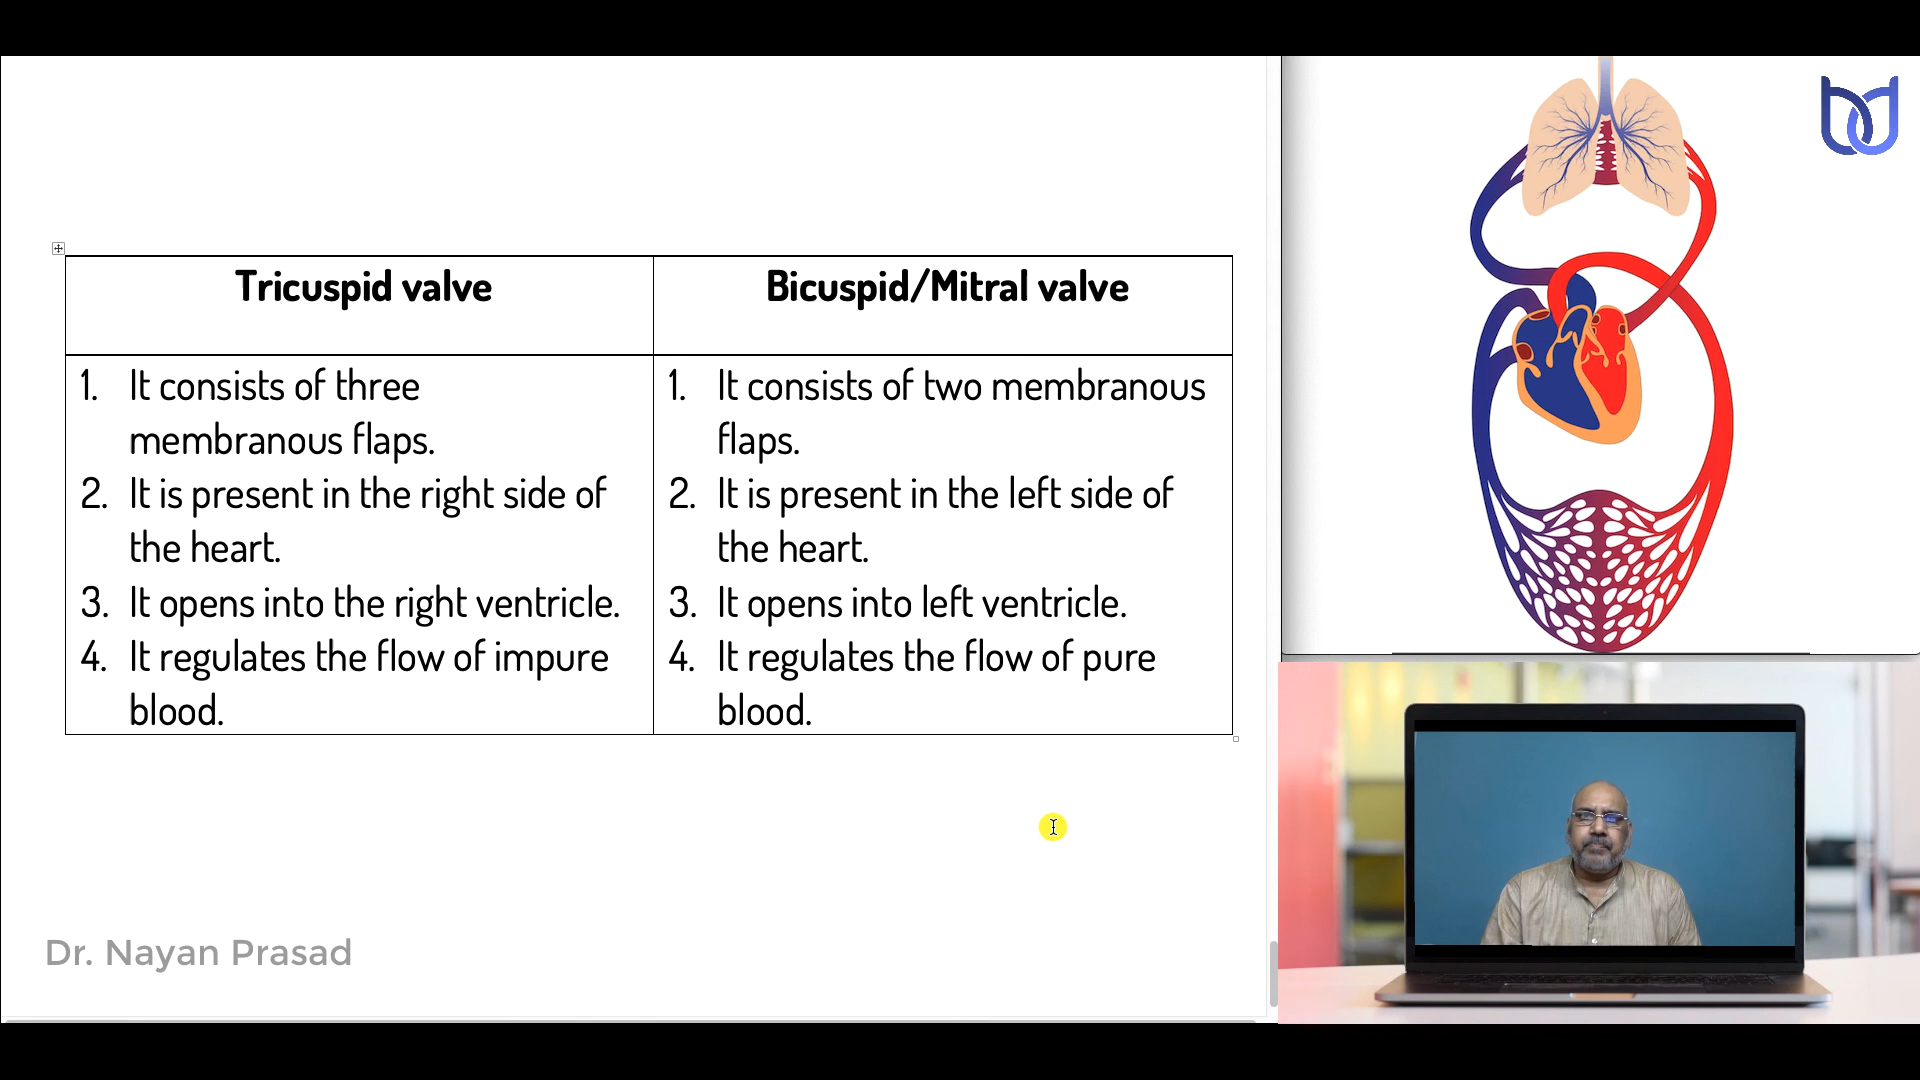 Tricuspid valve
Bicuspid/Mitral valve
1. It consists of three
membranous flaps.
2. It is present in the right side of
the heart.
3. It opens into the right ventricle.
4. It regulates the flow of impure
blood.
1. It consists of two membranous
flaps.
2. It is present in the left side of
the heart.
3. It opens into left ventricle.
4. It regulates the flow of pure
blood.
Dr. Nayan Prasad